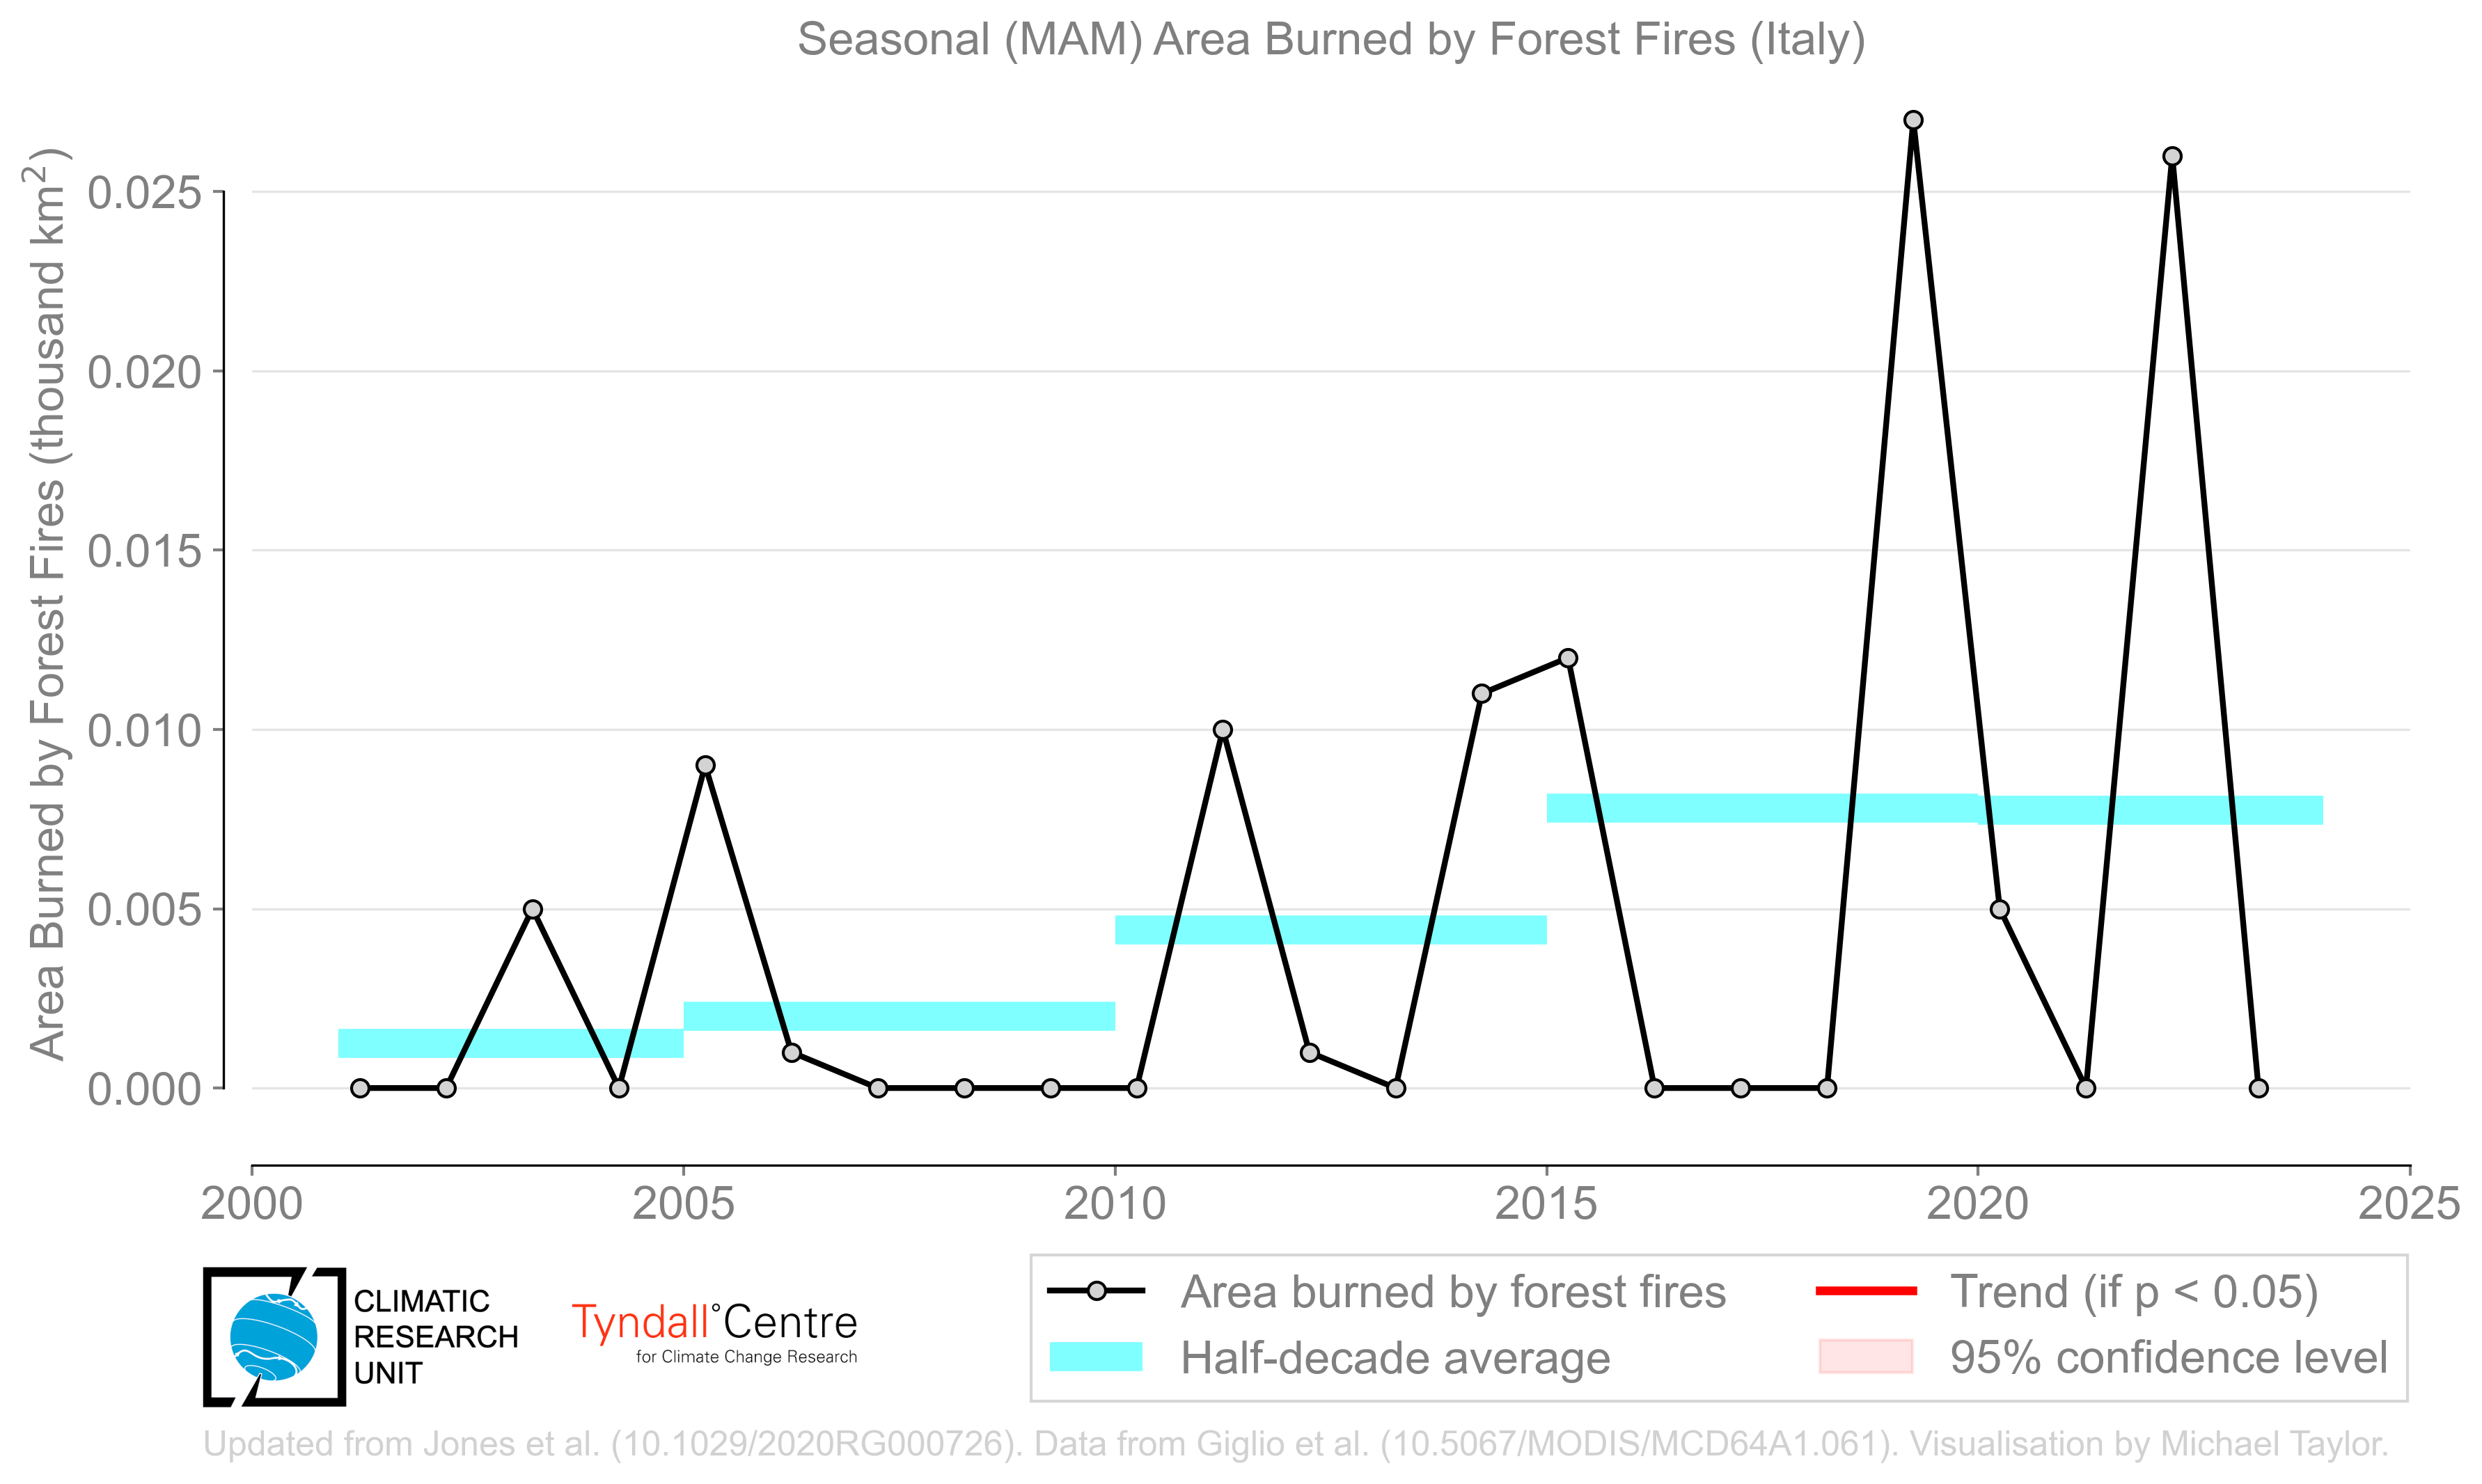 Seasonal (MAM) Area Burned by Forest Fires (Italy)
Area Burned by Forest Fires (thousand km²)
0.025
0.020
0.015
0.010
0.005
0.000
2000 2005 2010 2015 2020 2025
CLIMATIC
RESEARCH
UNIT
Tyndall°Centre
for Climate Change Research
Area burned by forest fires
Half-decade average
Trend (if p < 0.05)
95% confidence level
Updated from Jones et al. (10.1029/2020RG000726). Data from Giglio et al. (10.5067/MODIS/MCD64A1.061). Visualisation by Michael Taylor.